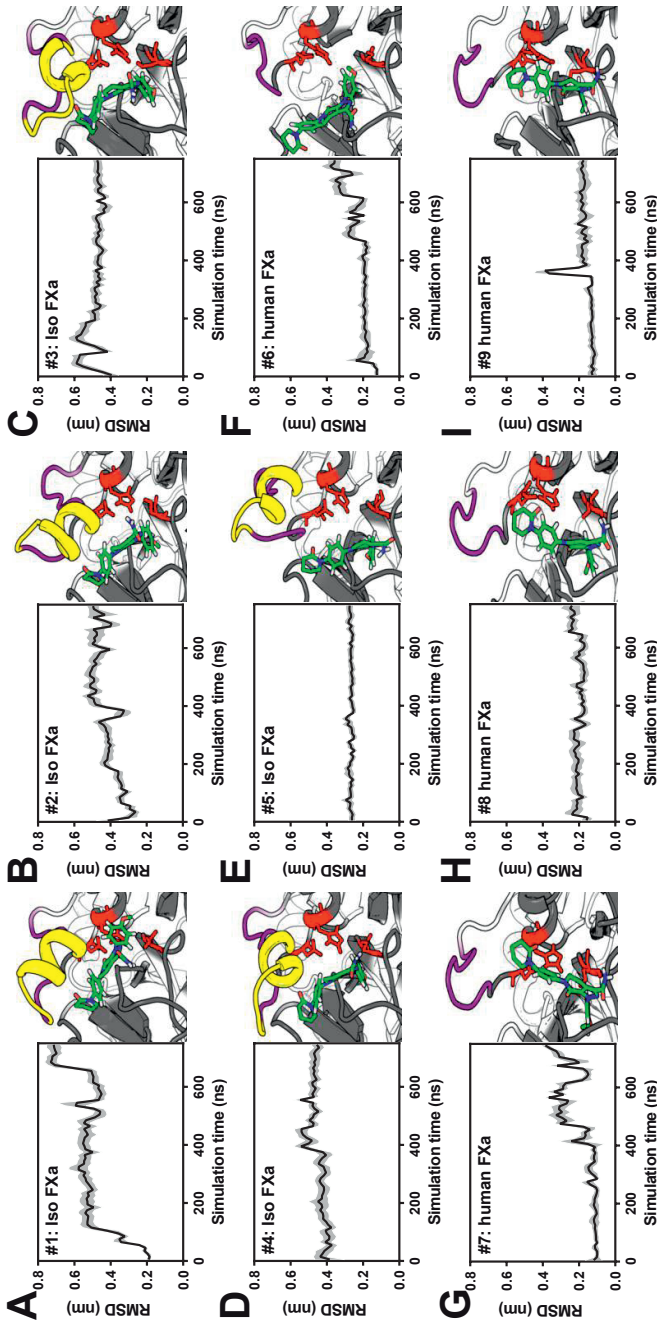 A
#1: Iso FXa
RMSD (nm)
0.8
0.6
0.4
0.2
0.0
0 200 400 600
Simulation time (ns)
B
#2: Iso FXa
RMSD (nm)
0.8
0.6
0.4
0.2
0.0
0 200 400 600
Simulation time (ns)
C
#3: Iso FXa
RMSD (nm)
0.8
0.6
0.4
0.2
0.0
0 200 400 600
Simulation time (ns)
D
#4: Iso FXa
RMSD (nm)
0.8
0.6
0.4
0.2
0.0
0 200 400 600
Simulation time (ns)
E
#5: Iso FXa
RMSD (nm)
0.8
0.6
0.4
0.2
0.0
0 200 400 600
Simulation time (ns)
F
#6: human FXa
RMSD (nm)
0.8
0.6
0.4
0.2
0.0
0 200 400 600
Simulation time (ns)
G
#7: human FXa
RMSD (nm)
0.8
0.6
0.4
0.2
0.0
0 200 400 600
Simulation time (ns)
H
#8 human FXa
RMSD (nm)
0.8
0.6
0.4
0.2
0.0
0 200 400 600
Simulation time (ns)
I
#9 human FXa
RMSD (nm)
0.8
0.6
0.4
0.2
0.0
0 200 400 600
Simulation time (ns)